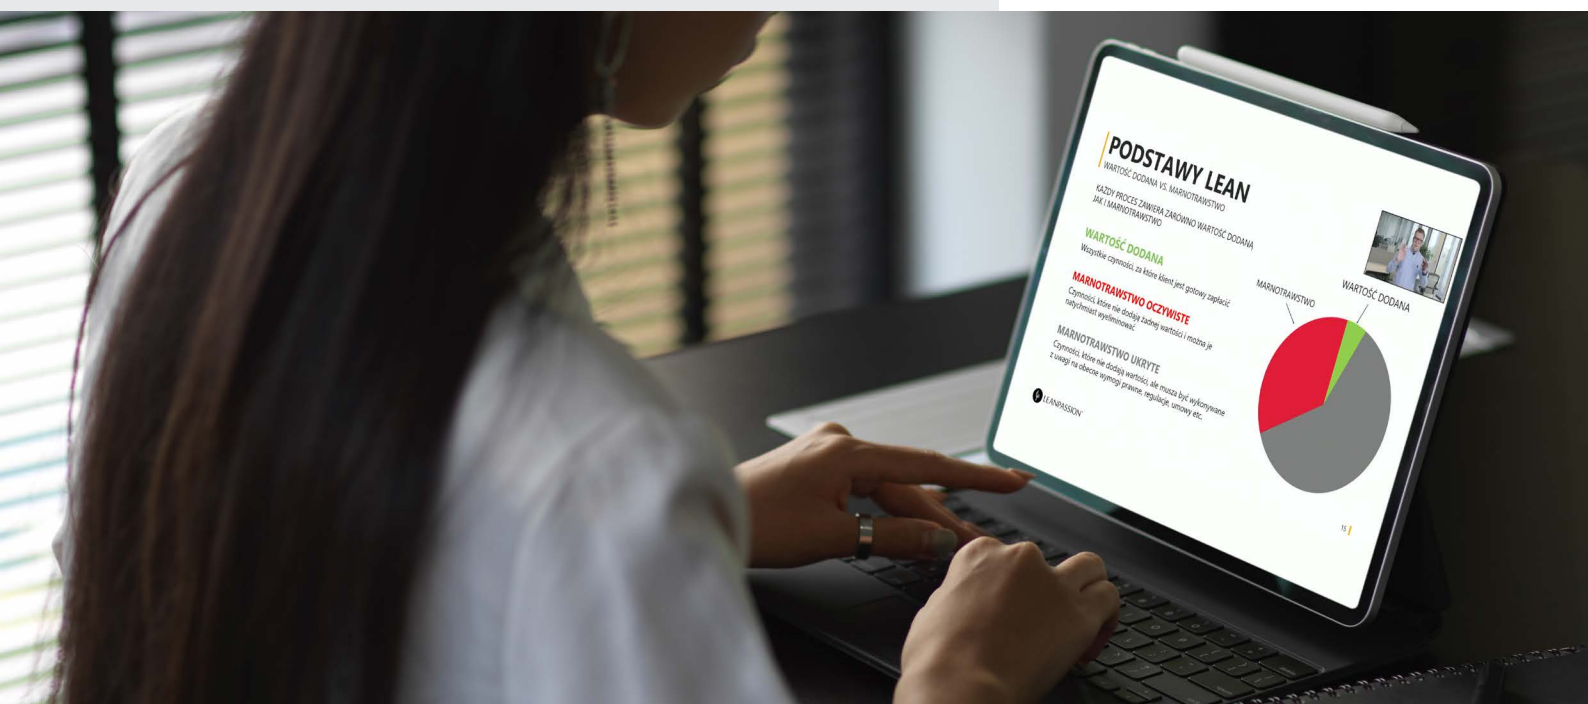 PODSTAWY LEAN
WARTOŚĆ DODANA VS. MARNOTRAWSTWO
KAŻDY PROCES ZAWIERA ZARÓWNO WARTOŚĆ DODANĄ
JAK I MARNOTRAWSTWO
WARTOŚĆ DODANA
Wszystkie czynności, za które klient jest gotowy zapłacić
MARNOTRAWSTWO OCZYWISTE
Czynności, które nie dodają żadnej wartości i można je
natychmiast wyeliminować
MARNOTRAWSTWO UKRYTE
Czynności, które nie dodają wartości, ale muszą być wykonywane
z uwagi na obecne wymogi prawne, regulacje, umowy etc.
LEANPASSION
MARNOTRAWSTWO
WARTOŚĆ DODANA
15